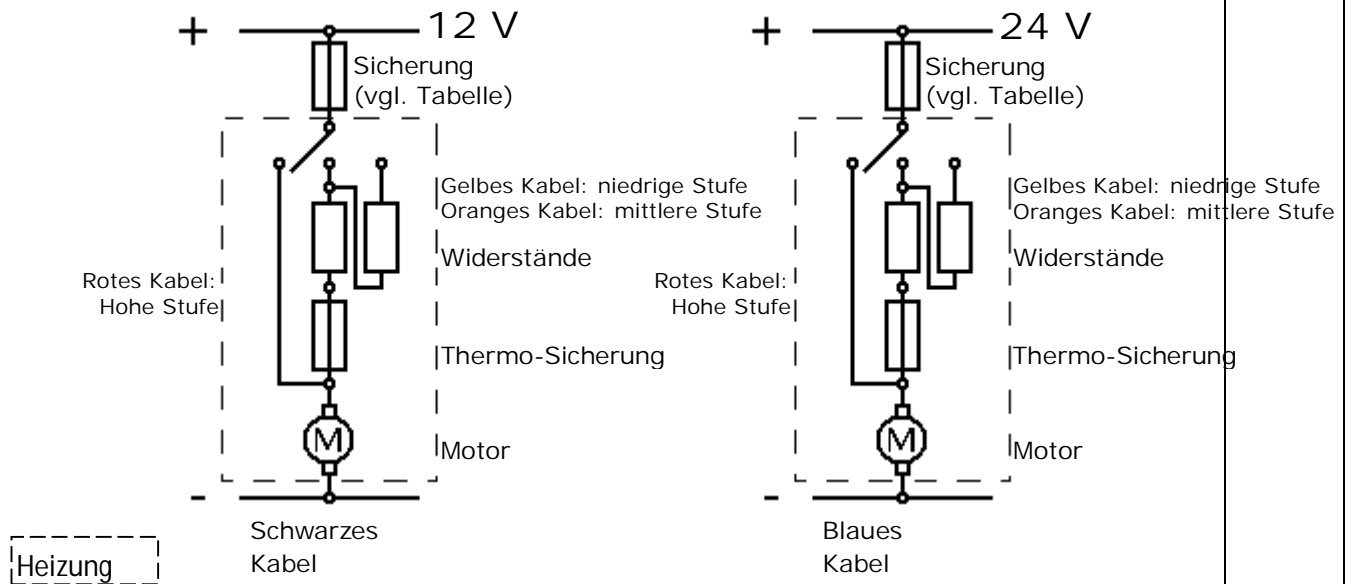 + 12 V
Sicherung
(vgl. Tabelle)
Gelbes Kabel: niedrige Stufe
Oranges Kabel: mittlere Stufe
Widerstände
Rotes Kabel:
Hohe Stufe
Thermo-Sicherung
M
Motor
-
Schwarzes
Kabel
+ 24 V
Sicherung
(vgl. Tabelle)
Gelbes Kabel: niedrige Stufe
Oranges Kabel: mittlere Stufe
Widerstände
Rotes Kabel:
Hohe Stufe
Thermo-Sicherung
M
Motor
-
Blaues
Kabel
Heizung